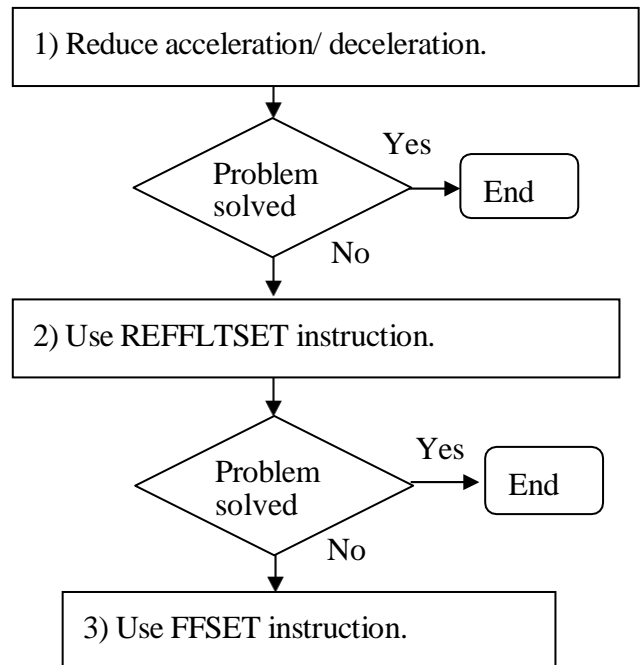 1) Reduce acceleration/ deceleration.
Yes
Problem
solved
End
No
2) Use REFFLTSET instruction.
Yes
Problem
solved
End
No
3) Use FFSET instruction.